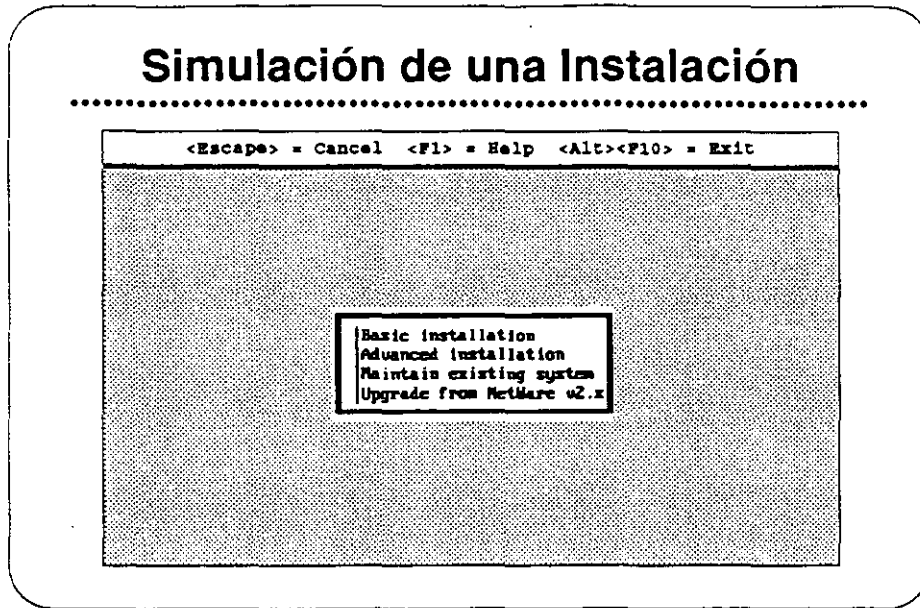 Simulación de una Instalación
<Escape> = Cancel <F1> = Help <Alt><F10> = Exit
Basic installation
Advanced installation
Maintain existing system
Upgrade from NetWare v2.x